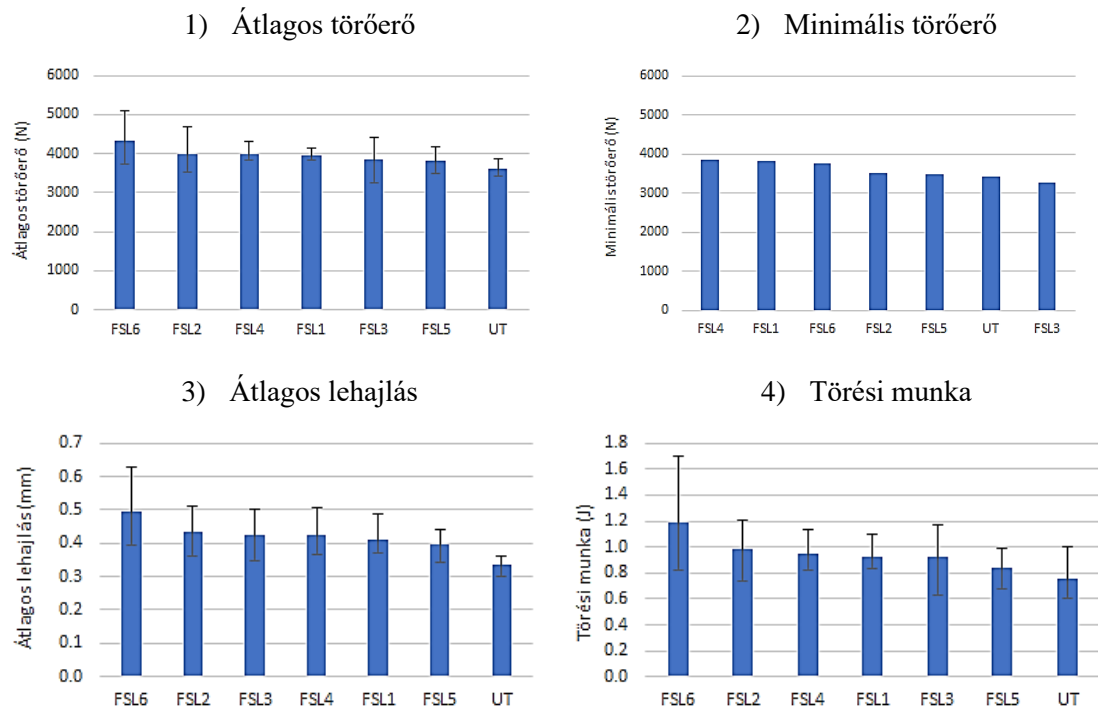 1) Átlagos törőerő
6000
5000
4000
3000
2000
1000
0
Átlagos törőerő (N)
FSL6 FSL2 FSL4 FSL1 FSL3 FSL5 UT
2) Minimális törőerő
6000
5000
4000
3000
2000
1000
0
Minimális törőerő (N)
FSL4 FSL1 FSL6 FSL2 FSL5 UT FSL3
3) Átlagos lehajlás
0.7
0.6
0.5
0.4
0.3
0.2
0.1
0.0
Átlagos lehajlás (mm)
FSL6 FSL2 FSL3 FSL4 FSL1 FSL5 UT
4) Törési munka
1.8
1.6
1.4
1.2
1.0
0.8
0.6
0.4
0.2
0.0
Törési munka (J)
FSL6 FSL2 FSL4 FSL1 FSL3 FSL5 UT